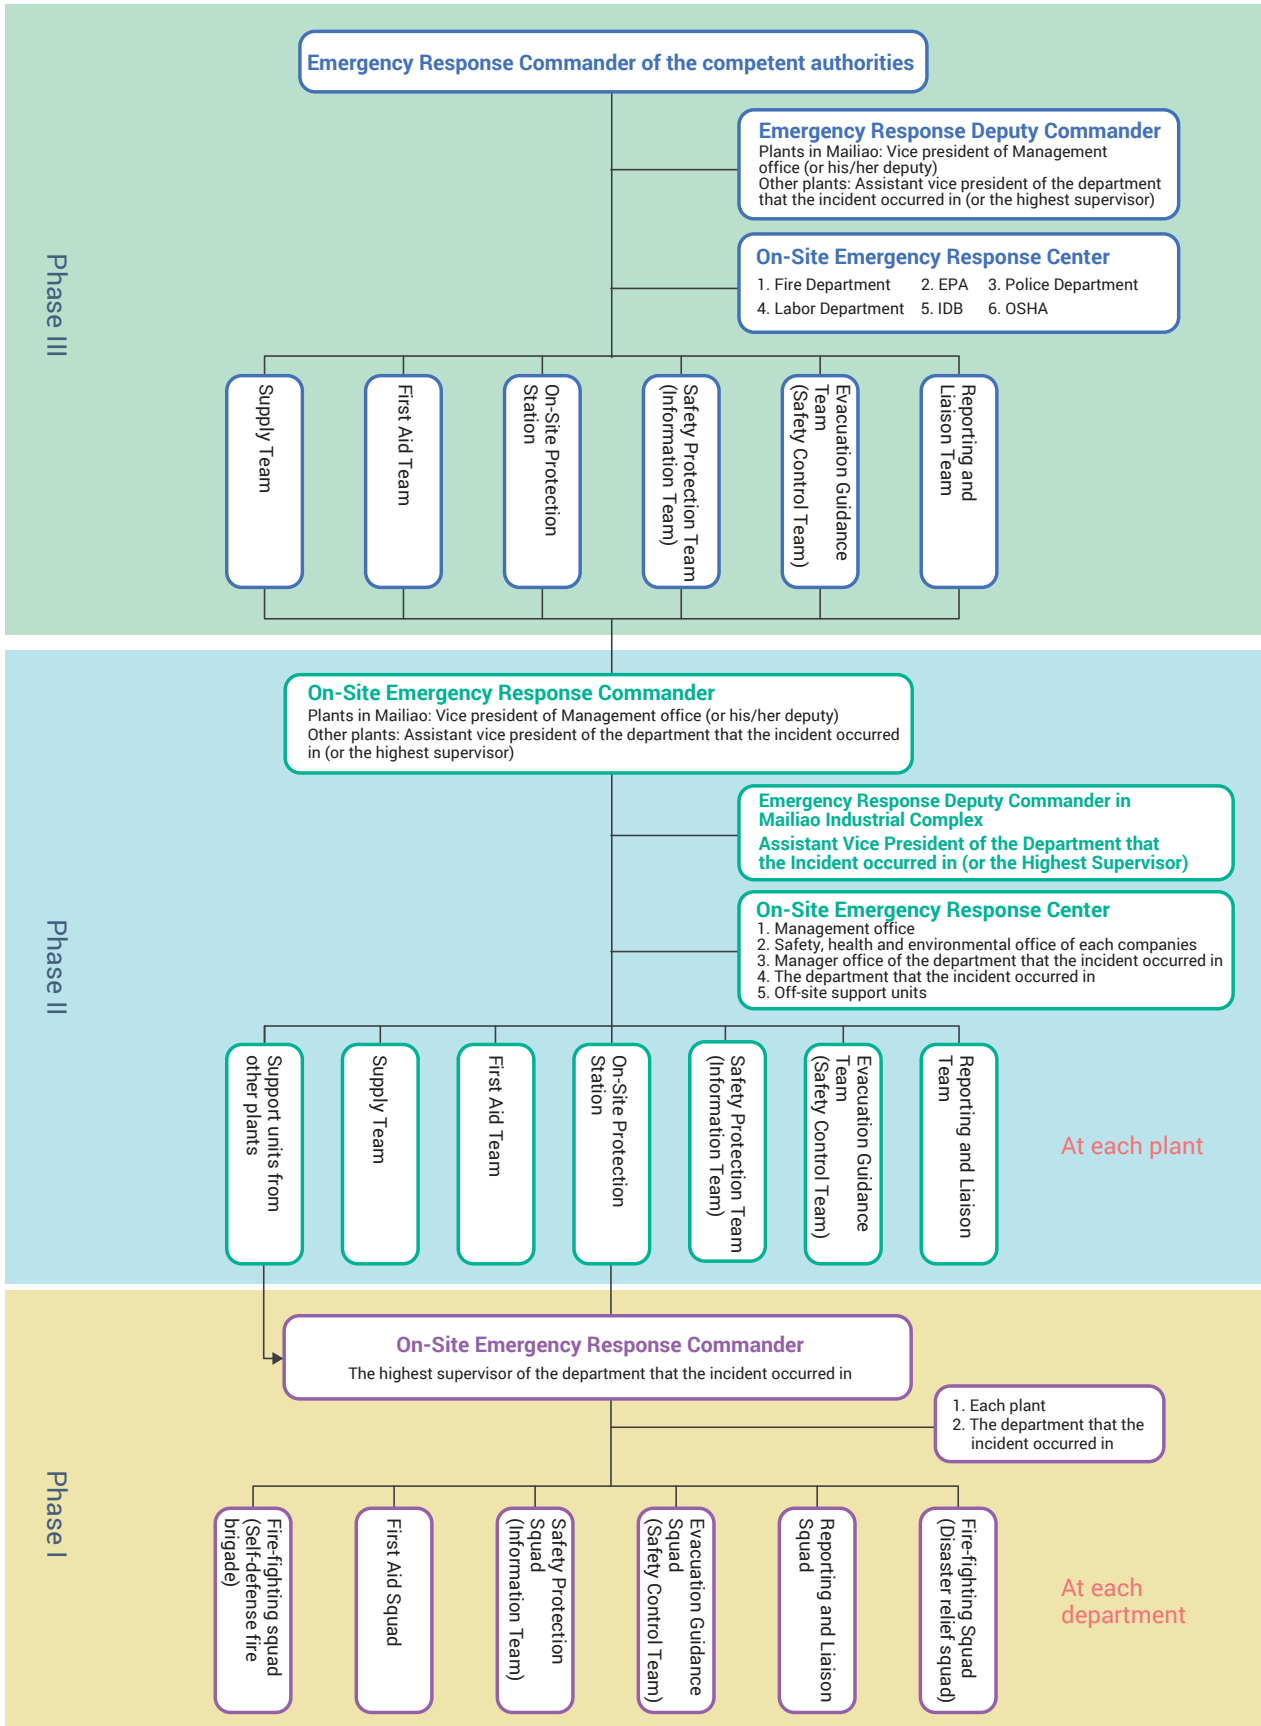 Phase III
Emergency Response Commander of the competent authorities
Emergency Response Deputy Commander
Plants in Mailiao: Vice president of Management
office (or his/her deputy)
Other plants: Assistant vice president of the department
that the incident occurred in (or the highest supervisor)
On-Site Emergency Response Center
1. Fire Department 2. EPA 3. Police Department
4. Labor Department 5. IDB 6. OSHA
Supply Team
First Aid Team
On-Site Protection
Station
Safety Protection Team
(Information Team)
Evacuation Guidance
Team
(Safety Control Team)
Reporting and
Liaison Team
Phase II
On-Site Emergency Response Commander
Plants in Mailiao: Vice president of Management office (or his/her deputy)
Other plants: Assistant vice president of the department that the incident occurred
in (or the highest supervisor)
Emergency Response Deputy Commander in
Mailiao Industrial Complex
Assistant Vice President of the Department that
the Incident occurred in (or the Highest Supervisor)
On-Site Emergency Response Center
1. Management office
2. Safety, health and environmental office of each companies
3. Manager office of the department that the incident occurred in
4. The department that the incident occurred in
5. Off-site support units
Support units from
other plants
Supply Team
First Aid Team
On-Site Protection
Station
Safety Protection Team
(Information Team)
Evacuation Guidance
Team
(Safety Control Team)
Reporting and Liaison
Team
At each plant
Phase I
On-Site Emergency Response Commander
The highest supervisor of the department that the incident occurred in
1. Each plant
2. The department that the
incident occurred in
Fire-fighting squad
(Self-defense fire
brigade)
First Aid Squad
Safety Protection
Squad
(Information Team)
Evacuation Guidance
Squad
(Safety Control Team)
Reporting and Liaison
Squad
Fire-fighting Squad
(Disaster relief squad)
At each
department